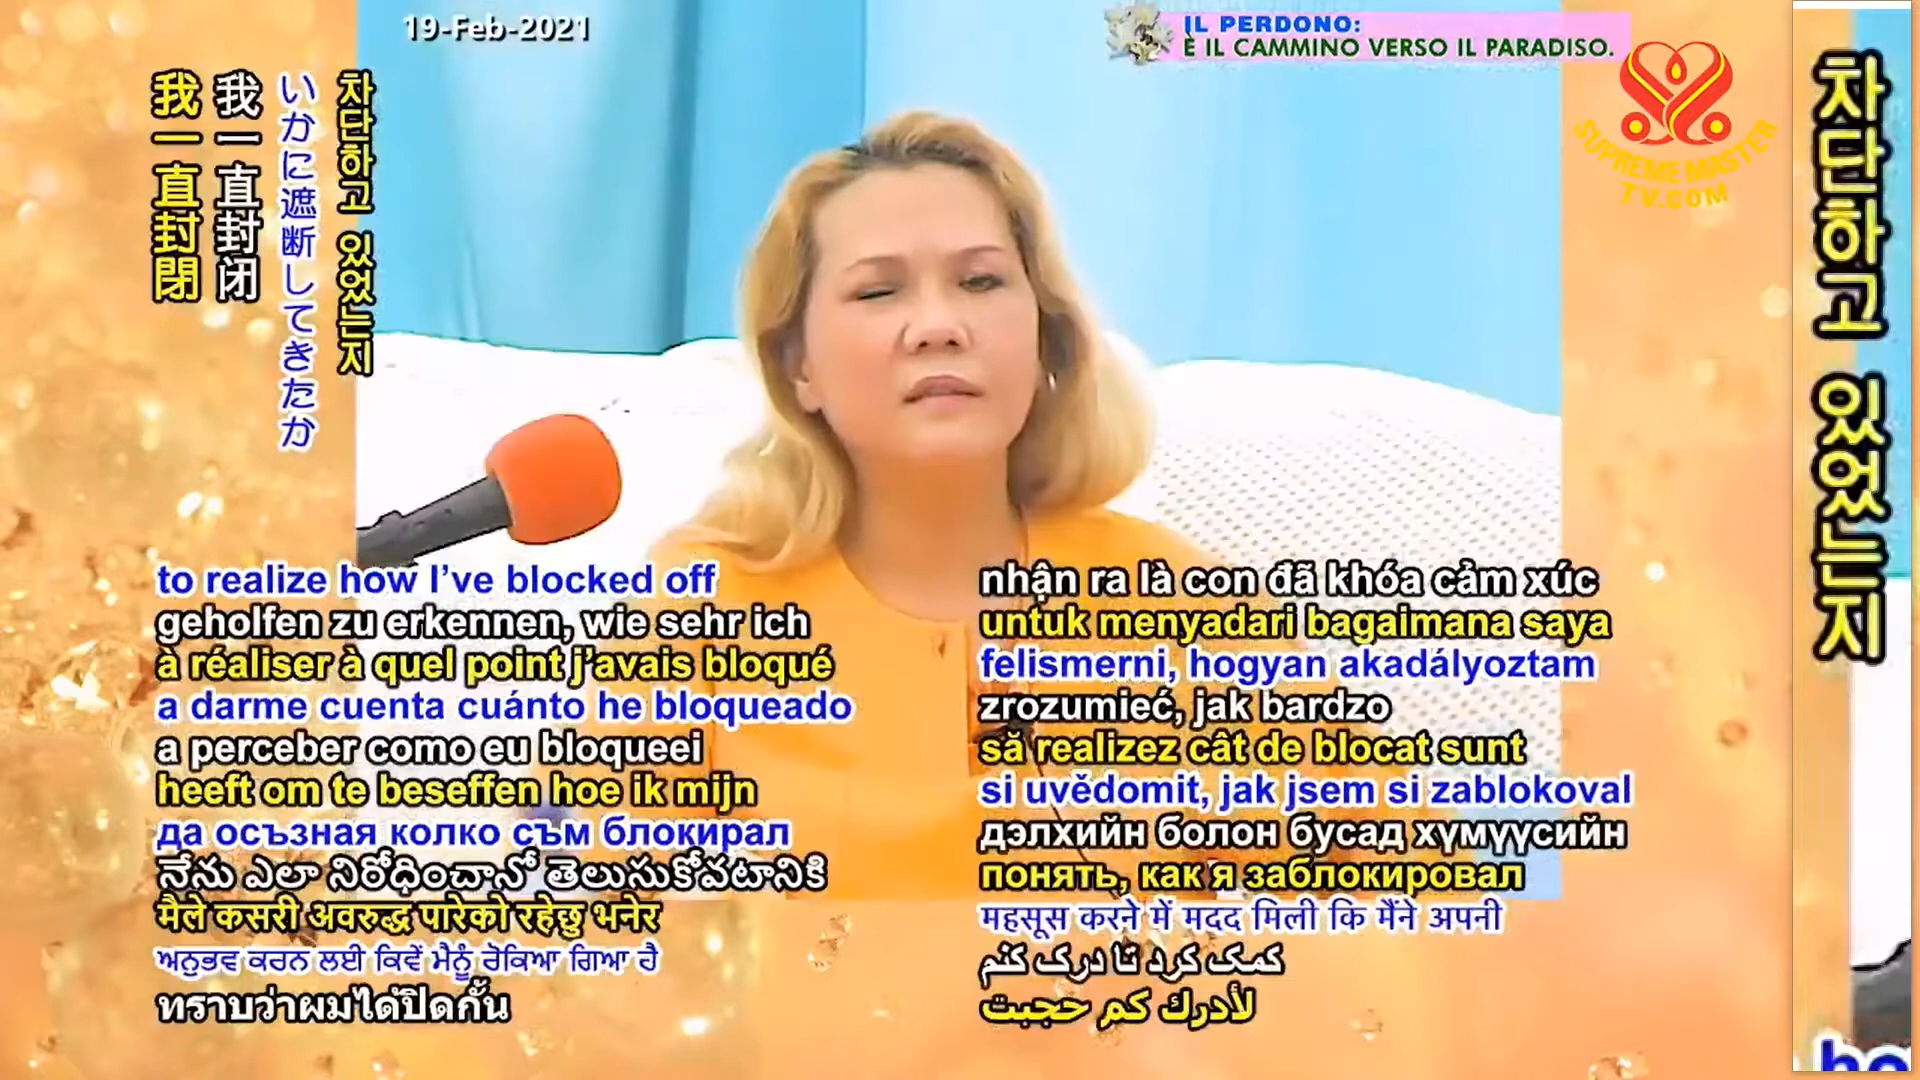 19-Feb-2021
IL PERDONO:
È IL CAMMINO VERSO IL PARADISO.
SUPREME MASTER
TV.COM
차단하고 있었는지
いかに遮断してきたか
我一直封闭
我一直封閉
to realize how I’ve blocked off
geholfen zu erkennen, wie sehr ich
à réaliser à quel point j’avais bloqué
a darme cuenta cuánto he bloqueado
a perceber como eu bloqueei
heeft om te beseffen hoe ik mijn
да осъзная колко съм блокирал
నేను ఎలా నిరోధించానో తెలుసుకోవటానికి
मैले कसरी अवरुद्ध पारेको रहेछु भनेर
ਅਨੁਭਵ ਕਰਨ ਲਈ ਕਿਵੇਂ ਮੈਨੂੰ ਰੋਕਿਆ ਗਿਆ ਹੈ
ทราบว่าผมได้ปิดกั้น
nhận ra là con đã khóa cảm xúc
untuk menyadari bagaimana saya
felismerni, hogyan akadályoztam
zrozumieć, jak bardzo
să realizez cât de blocat sunt
si uvědomit, jak jsem si zablokoval
дэлхийн болон бусад хүмүүсийн
понять, как я заблокировал
महसूस करने में मदद मिली कि मैंने अपनी
کمک کرد تا درک کنم
لأدرك كم حجبت
차단하고 있었는지